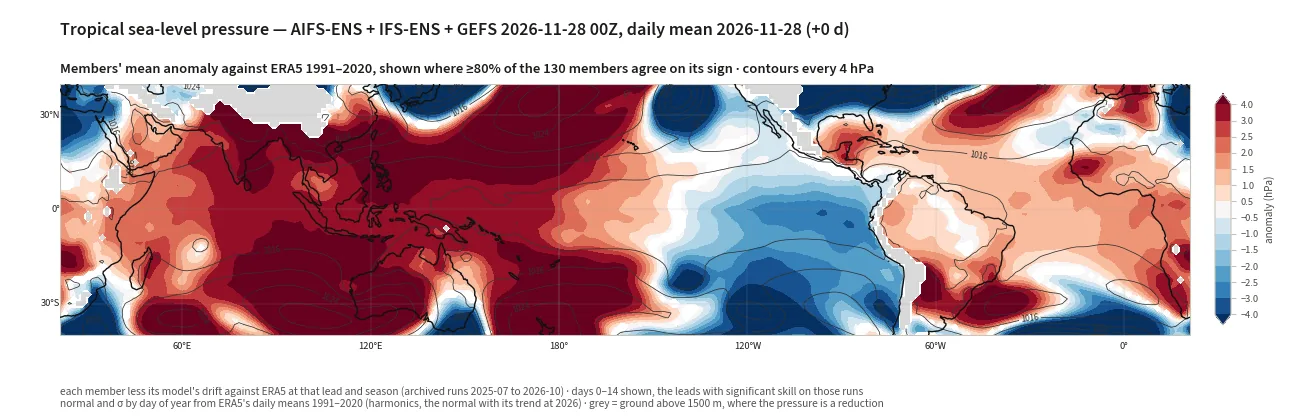 Tropical sea-level pressure — AIFS-ENS + IFS-ENS + GEFS 2026-11-28 00Z, daily mean 2026-11-28 (+0 d)
Members' mean anomaly against ERA5 1991–2020, shown where ≥80% of the 130 members agree on its sign · contours every 4 hPa
1024
1016
1016
1016
1016
1016
30°N
0°
30°S
60°E
120°E
180°
120°W
60°W
0°
4.0
3.0
2.5
2.0
1.5
1.0
0.5
−0.5
−1.0
−1.5
−2.0
−2.5
−3.0
−4.0
anomaly (hPa)
each member less its model's drift against ERA5 at that lead and season (archived runs 2025-07 to 2026-10) · days 0–14 shown, the leads with significant skill on those runs
normal and σ by day of year from ERA5's daily means 1991–2020 (harmonics, the normal with its trend at 2026) · grey = ground above 1500 m, where the pressure is a reduction